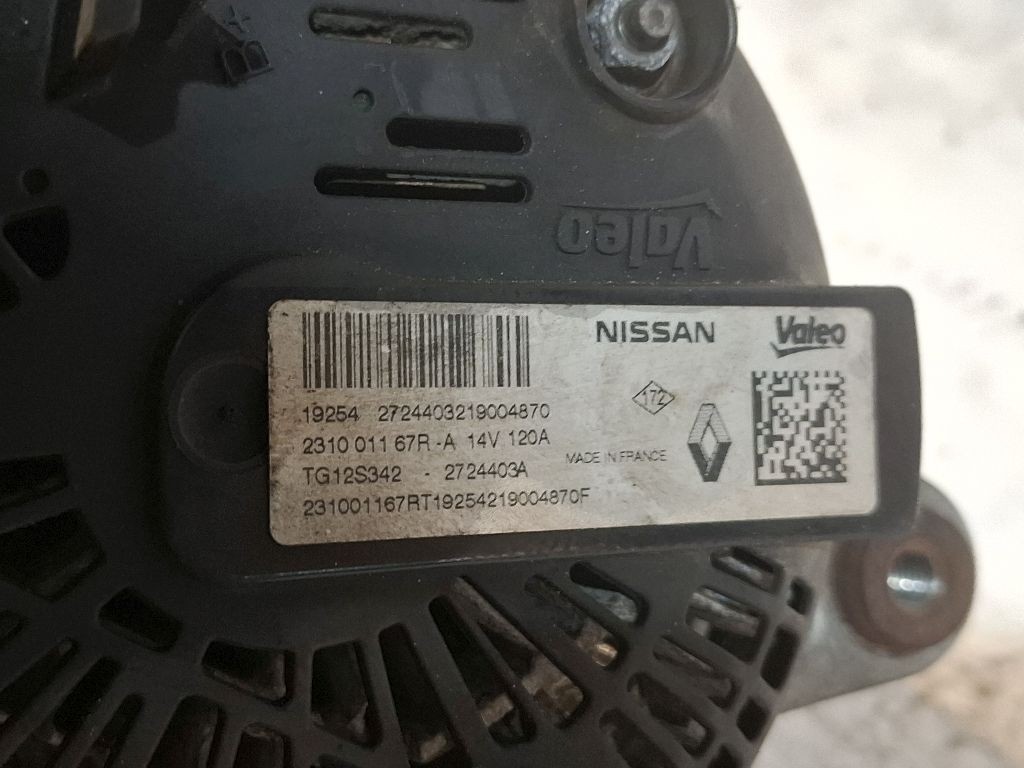 B+
Valeo
NISSAN
Valeo
172
19254 2724403219004870
2310 011 67R -A 14V 120A
MADE IN FRANCE
TG12S342 - 2724403A
231001167RT19254219004870F